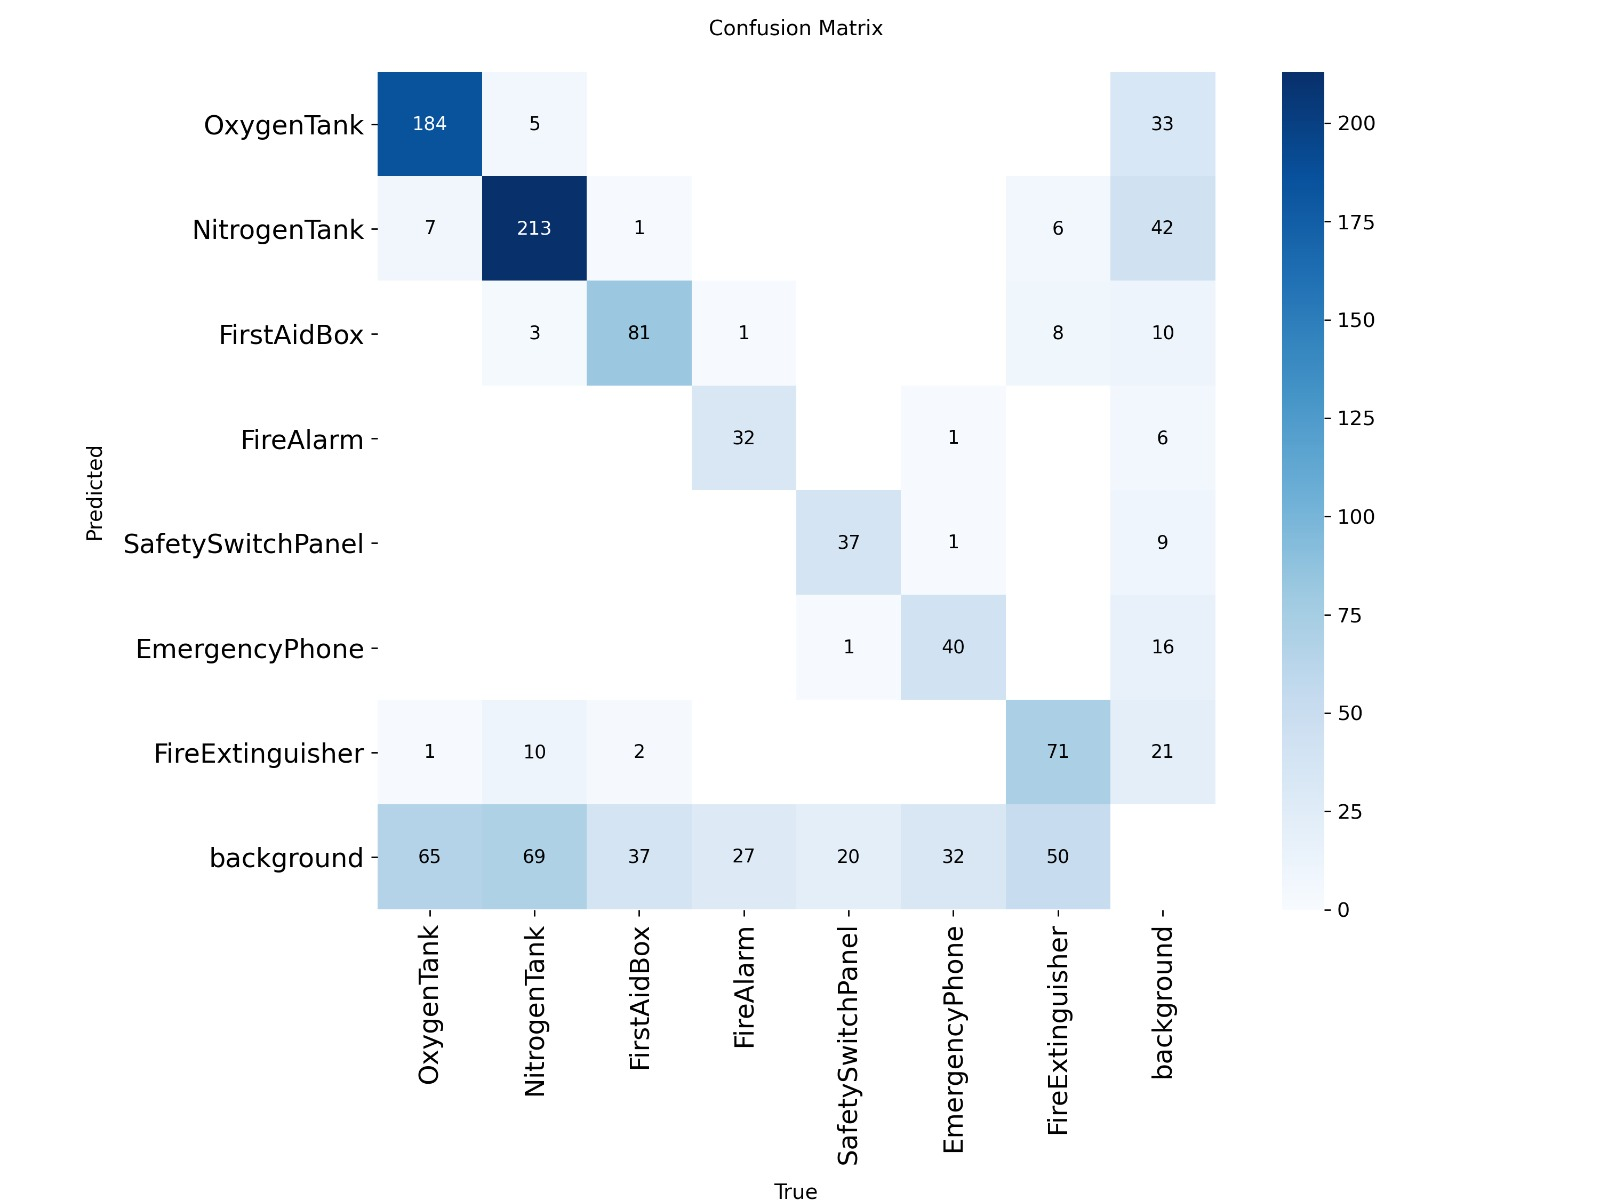 Confusion Matrix
OxygenTank 184 5 33
NitrogenTank 7 213 1 6 42
FirstAidBox 3 81 1 8 10
FireAlarm 32 1 6
SafetySwitchPanel 37 1 9
EmergencyPhone 1 40 16
FireExtinguisher 1 10 2 71 21
background 65 69 37 27 20 32 50
Predicted
OxygenTank
NitrogenTank
FirstAidBox
FireAlarm
SafetySwitchPanel
EmergencyPhone
FireExtinguisher
background
True
200
175
150
125
100
75
50
25
0